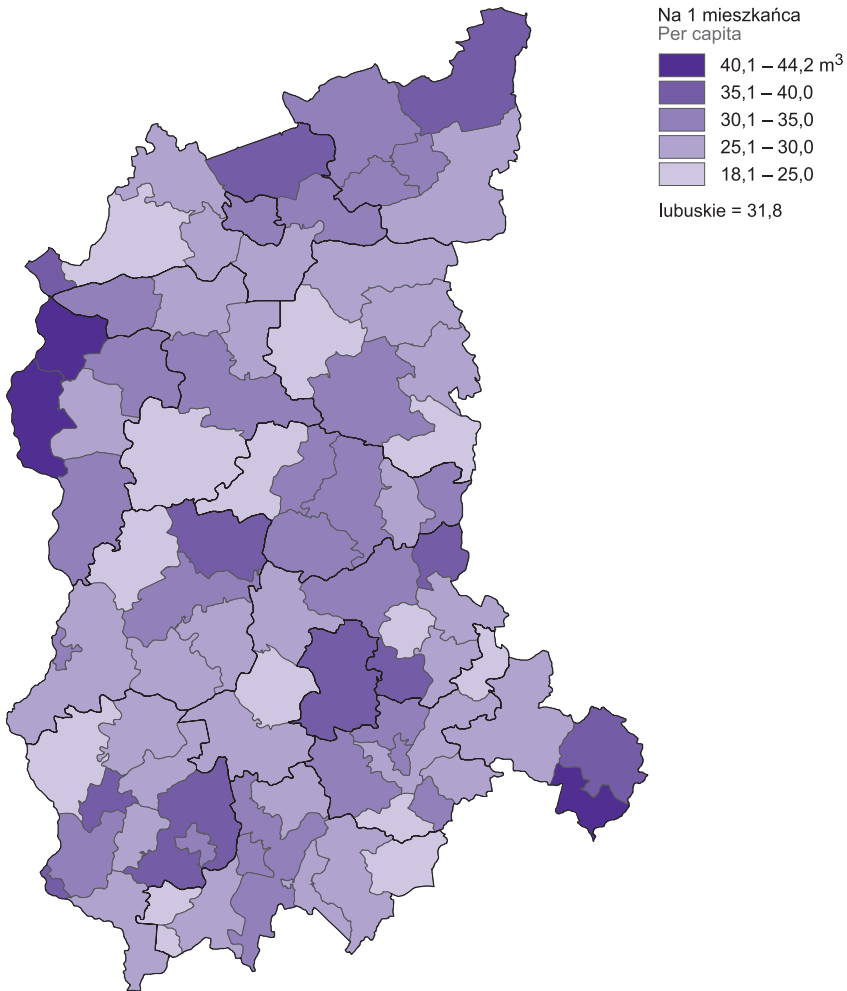 Na 1 mieszkańca
Per capita
40,1 – 44,2 m³
35,1 – 40,0
30,1 – 35,0
25,1 – 30,0
18,1 – 25,0
lubuskie = 31,8